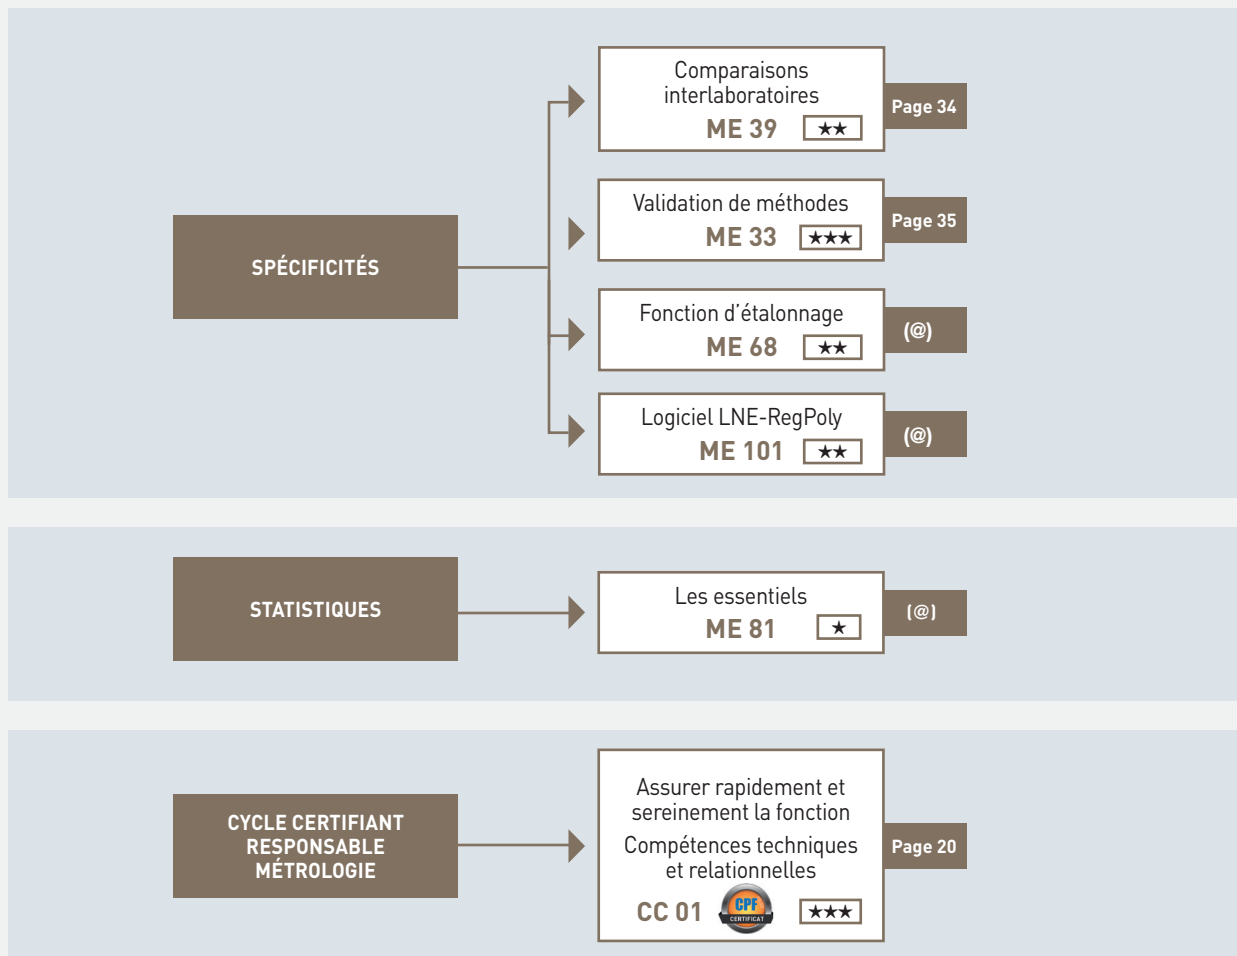 SPÉCIFICITÉS
Comparaisons
interlaboratoires
ME 39 ★★
Page 34
Validation de méthodes
ME 33 ★★★
Page 35
Fonction d'étalonnage
ME 68 ★★
(@)
Logiciel LNE-RegPoly
ME 101 ★★
(@)
STATISTIQUES
Les essentiels
ME 81 ★
(@)
CYCLE CERTIFIANT
RESPONSABLE
MÉTROLOGIE
Assurer rapidement et
sereinement la fonction
Compétences techniques
et relationnelles
CC 01 CPF ★★★
CERTIFICAT
Page 20